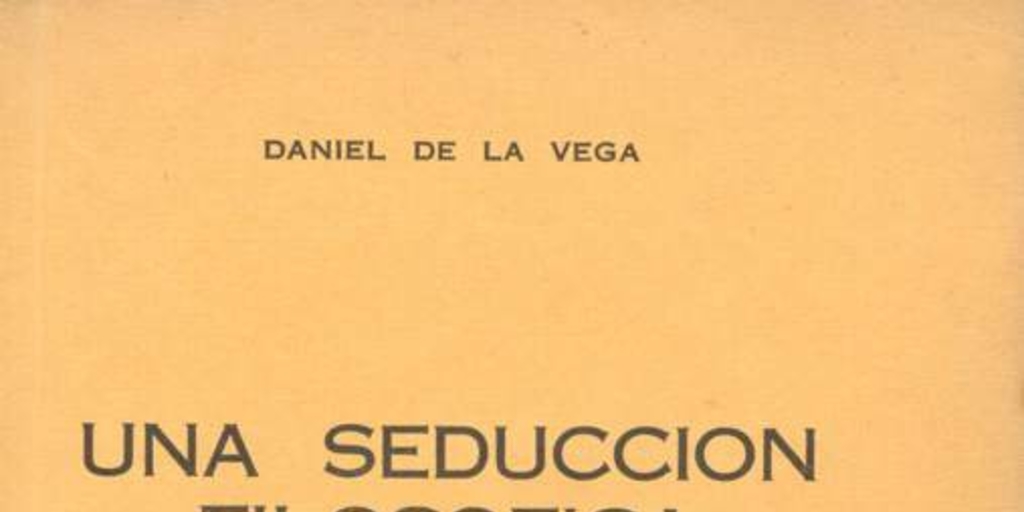 DANIEL DE LA VEGA
UNA SEDUCCION